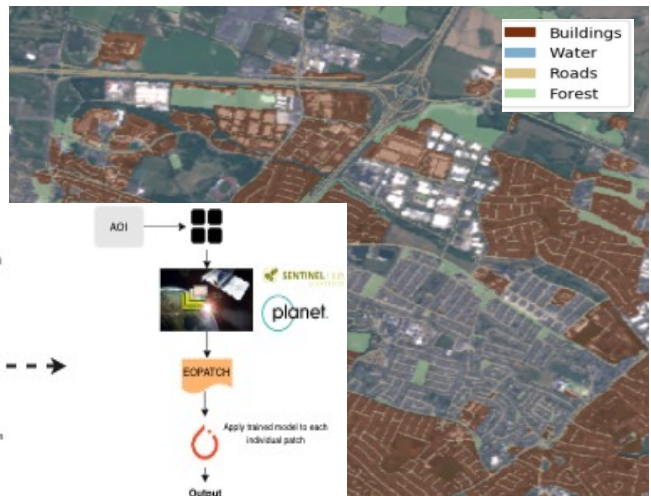 Buildings
Water
Roads
Forest
AOI
SENTINEL
planet.
EOPATCH
Apply trained model to each
individual patch
Output